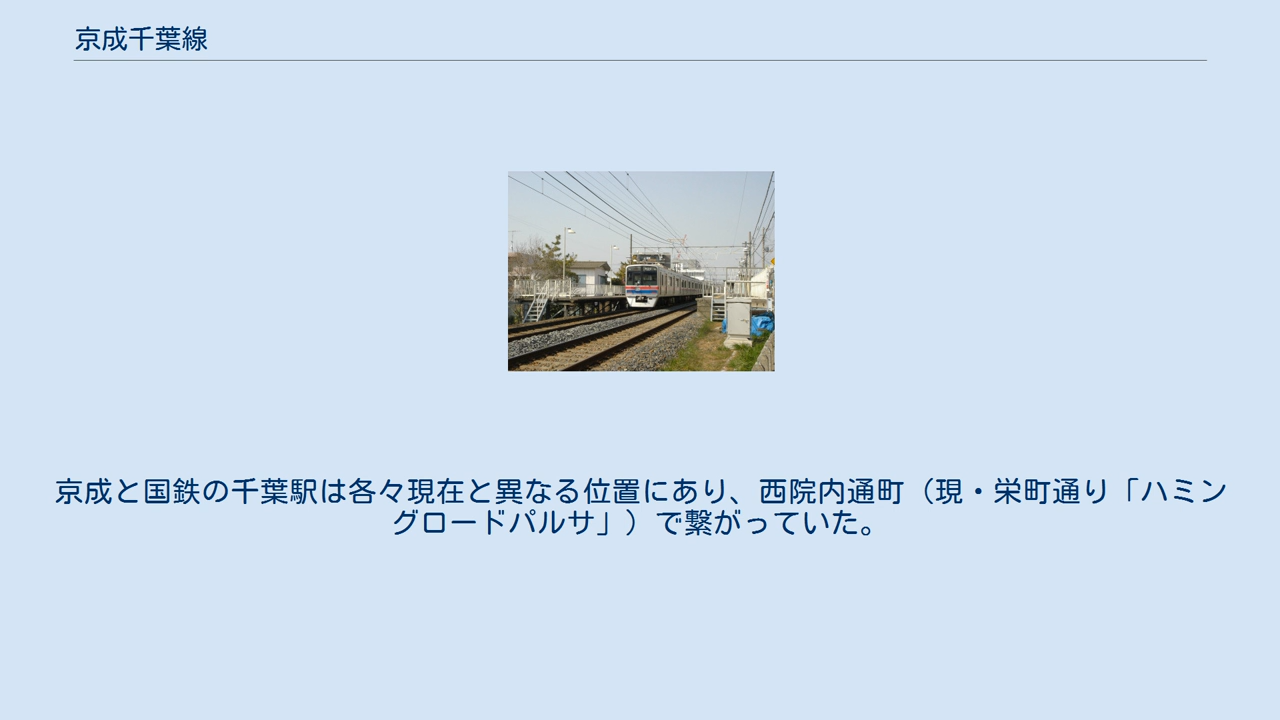 京成千葉線
京成と国鉄の千葉駅は各々現在と異なる位置にあり、西院内通町（現・栄町通り「ハミン
グロードパルサ」）で繋がっていた。